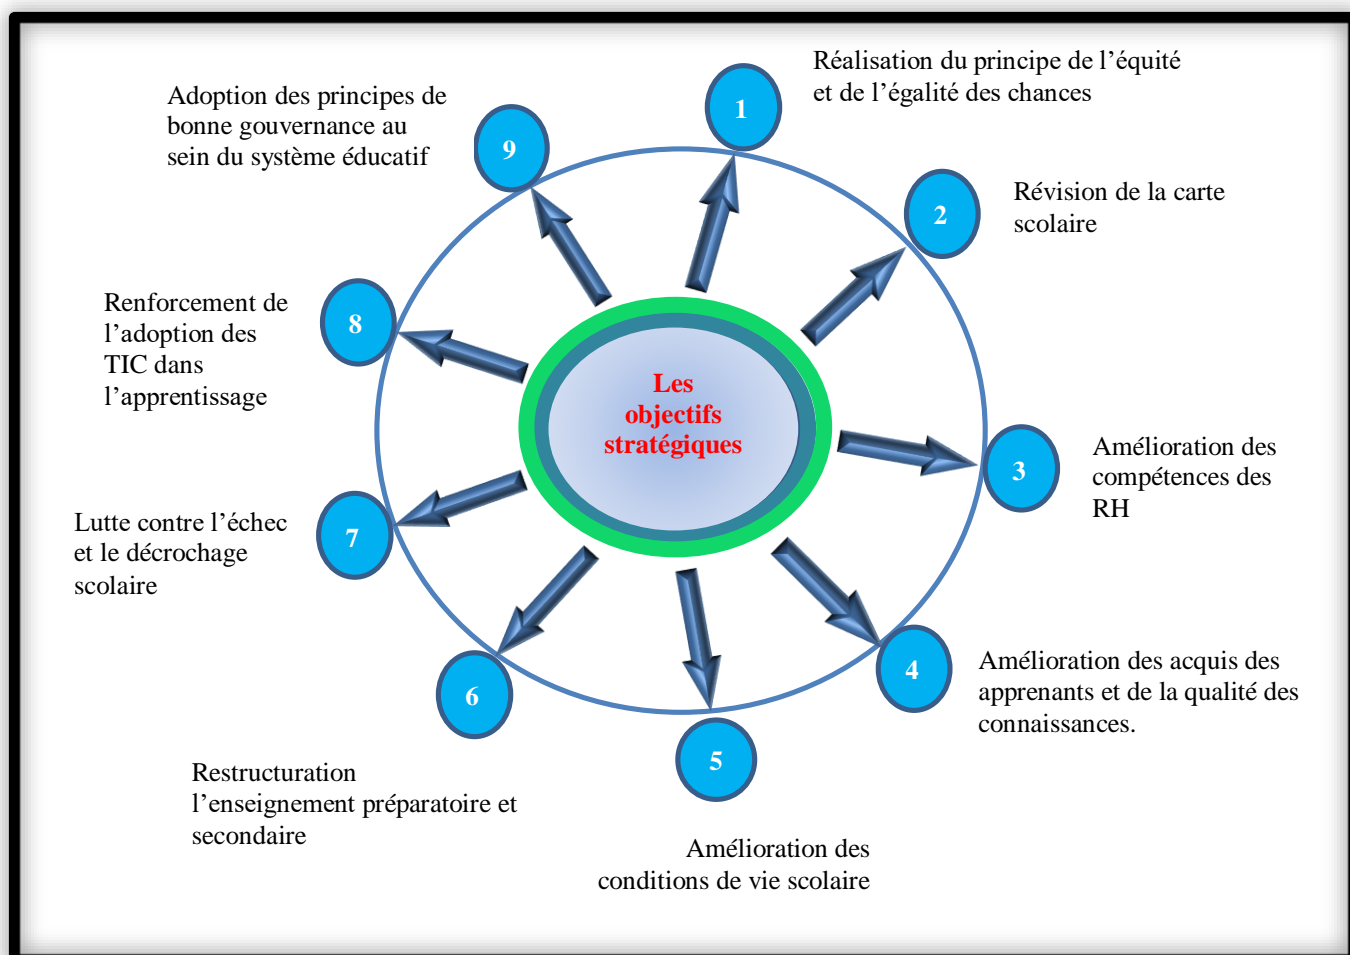 Les
objectifs
stratégiques
1
Réalisation du principe de l’équité
et de l’égalité des chances
2
Révision de la carte
scolaire
3
Amélioration des
compétences des
RH
4
Amélioration des acquis des
apprenants et de la qualité des
connaissances.
5
Amélioration des
conditions de vie scolaire
6
Restructuration
l’enseignement préparatoire et
secondaire
7
Lutte contre l’échec
et le décrochage
scolaire
8
Renforcement de
l’adoption des
TIC dans
l’apprentissage
9
Adoption des principes de
bonne gouvernance au
sein du système éducatif